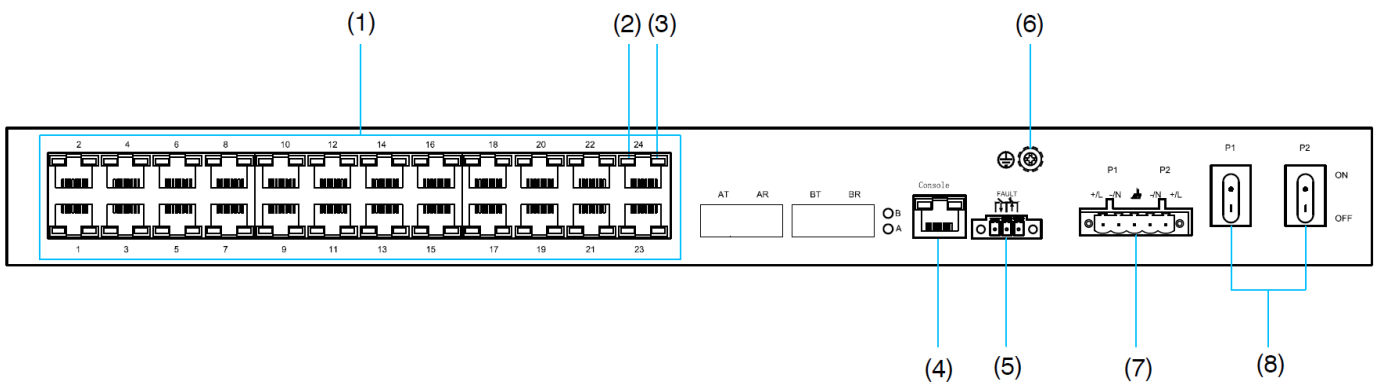 (1) (2) (3) (6)
2 4 6 8 10 12 14 16 18 20 22 24
P1 P2
P1 P2 ON
Console
AT AR BT BR
FAULT
+/L -/N -/N +/L
B
A
OFF
1 3 5 7 9 11 13 15 17 19 21 23
(4) (5) (7) (8)